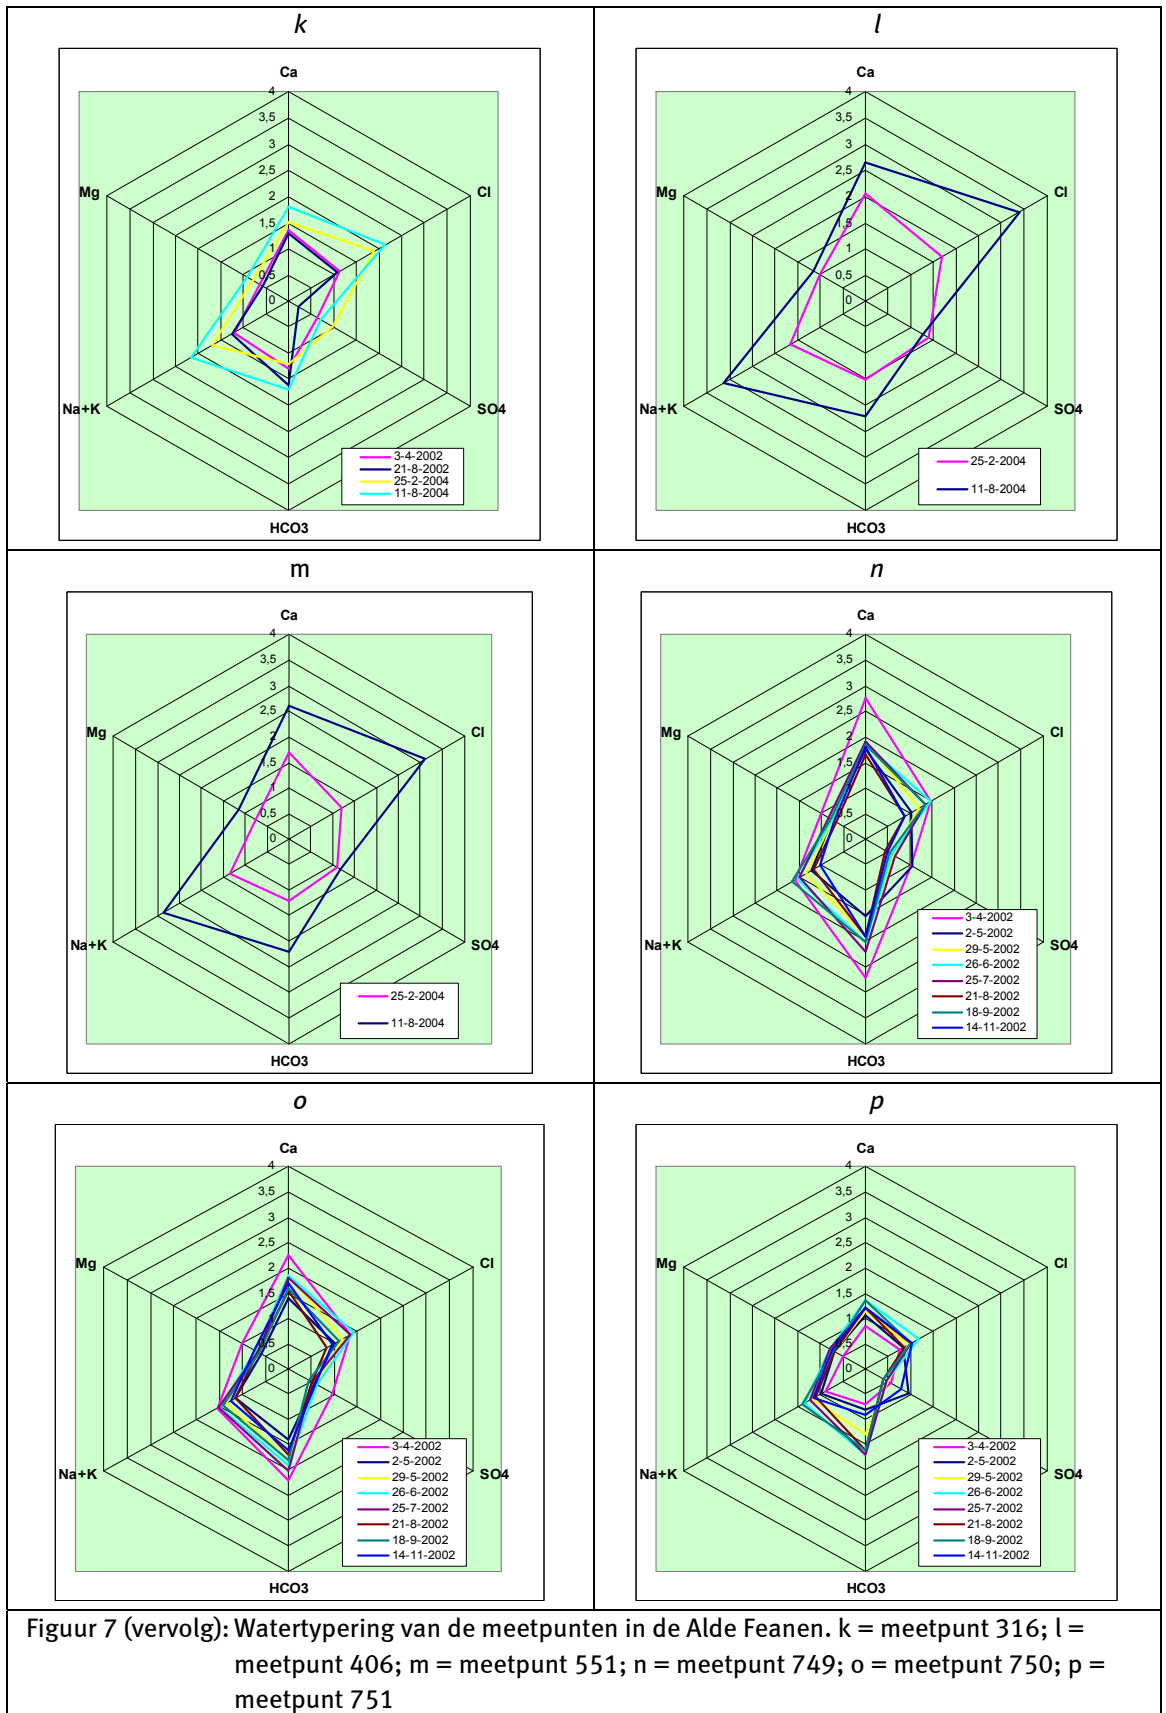 k
Ca
4
3,5
3
2,5
2
1,5
1
0,5
0
Mg
Cl
Na+K
SO4
HCO3
3-4-2002
21-8-2002
25-2-2004
11-8-2004
l
Ca
4
3,5
3
2,5
2
1,5
1
0,5
0
Mg
Cl
Na+K
SO4
HCO3
25-2-2004
11-8-2004
m
Ca
4
3,5
3
2,5
2
1,5
1
0,5
0
Mg
Cl
Na+K
SO4
HCO3
25-2-2004
11-8-2004
n
Ca
4
3,5
3
2,5
2
1,5
1
0,5
0
Mg
Cl
Na+K
SO4
HCO3
3-4-2002
2-5-2002
29-5-2002
26-6-2002
25-7-2002
21-8-2002
18-9-2002
14-11-2002
o
Ca
4
3,5
3
2,5
2
1,5
1
0,5
0
Mg
Cl
Na+K
SO4
HCO3
3-4-2002
2-5-2002
29-5-2002
26-6-2002
25-7-2002
21-8-2002
18-9-2002
14-11-2002
p
Ca
4
3,5
3
2,5
2
1,5
1
0,5
0
Mg
Cl
Na+K
SO4
HCO3
3-4-2002
2-5-2002
29-5-2002
26-6-2002
25-7-2002
21-8-2002
18-9-2002
14-11-2002
Figuur 7 (vervolg): Watertypering van de meetpunten in de Alde Feanen. k = meetpunt 316; l =
meetpunt 406; m = meetpunt 551; n = meetpunt 749; o = meetpunt 750; p =
meetpunt 751